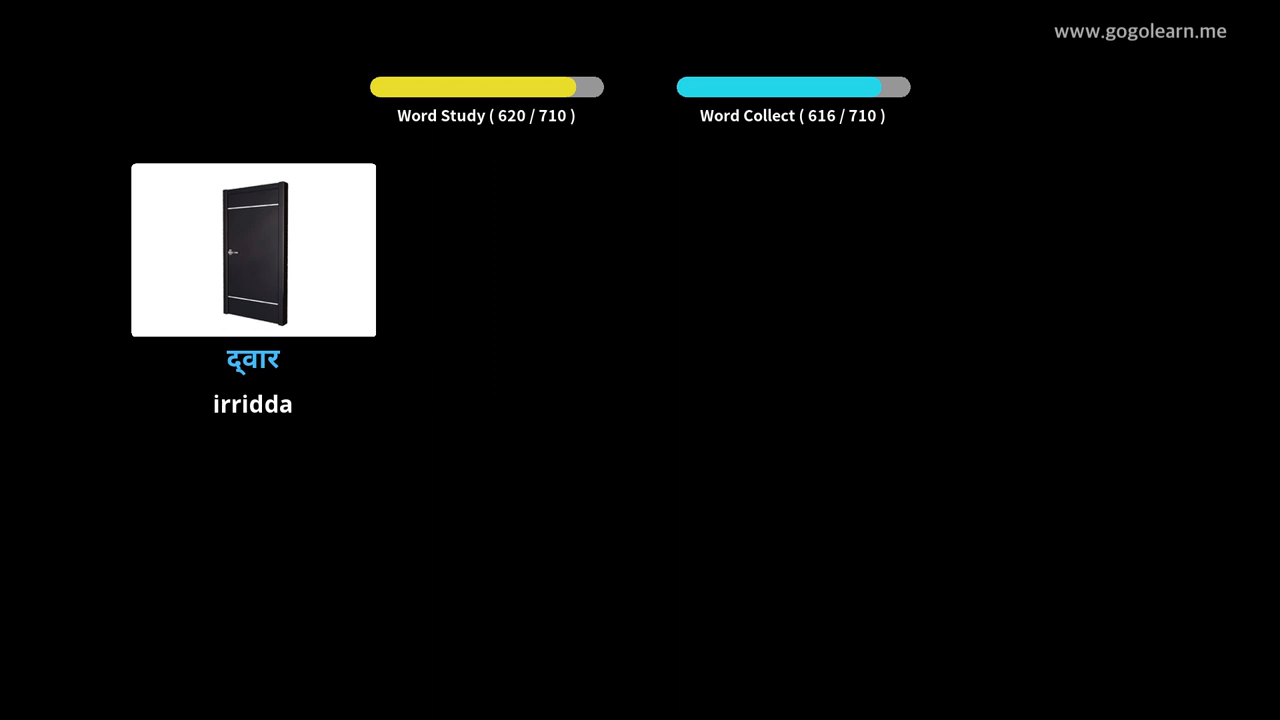 www.gogolearn.me
Word Study ( 620 / 710 )
Word Collect ( 616 / 710 )
द्वार
irridda